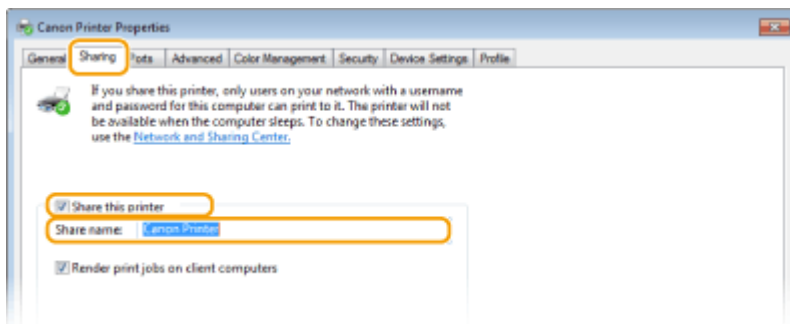 Canon Printer Properties
General Sharing Ports Advanced Color Management Security Device Settings Profile
If you share this printer, only users on your network with a username
and password for this computer can print to it. The printer will not
be available when the computer sleeps. To change these settings,
use the Network and Sharing Center.
Share this printer
Share name: Canon Printer
Render print jobs on client computers